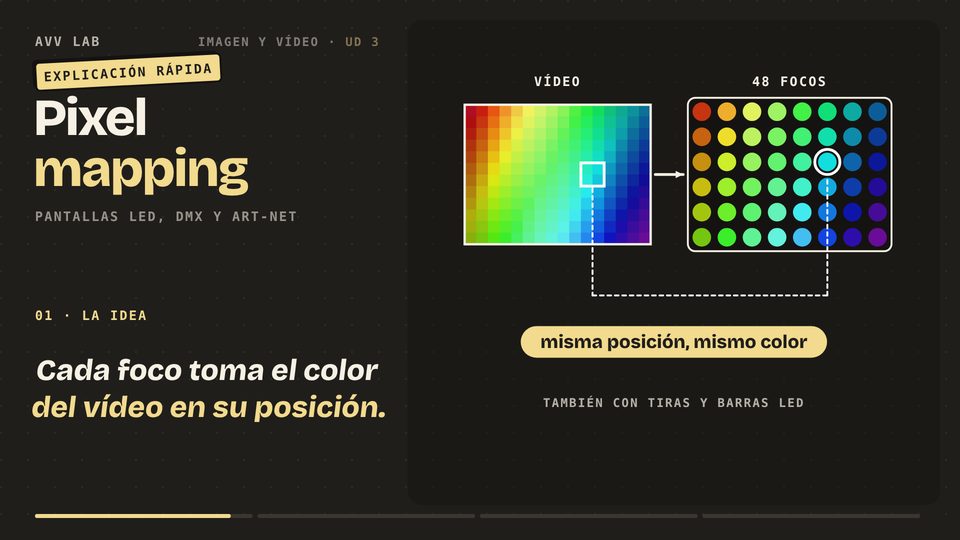 AVV LAB
IMAGEN Y VÍDEO · UD 3
EXPLICACIÓN RÁPIDA
Pixel
mapping
PANTALLAS LED, DMX Y ART-NET
01 · LA IDEA
Cada foco toma el color
del vídeo en su posición.
VÍDEO
48 FOCOS
misma posición, mismo color
TAMBIÉN CON TIRAS Y BARRAS LED